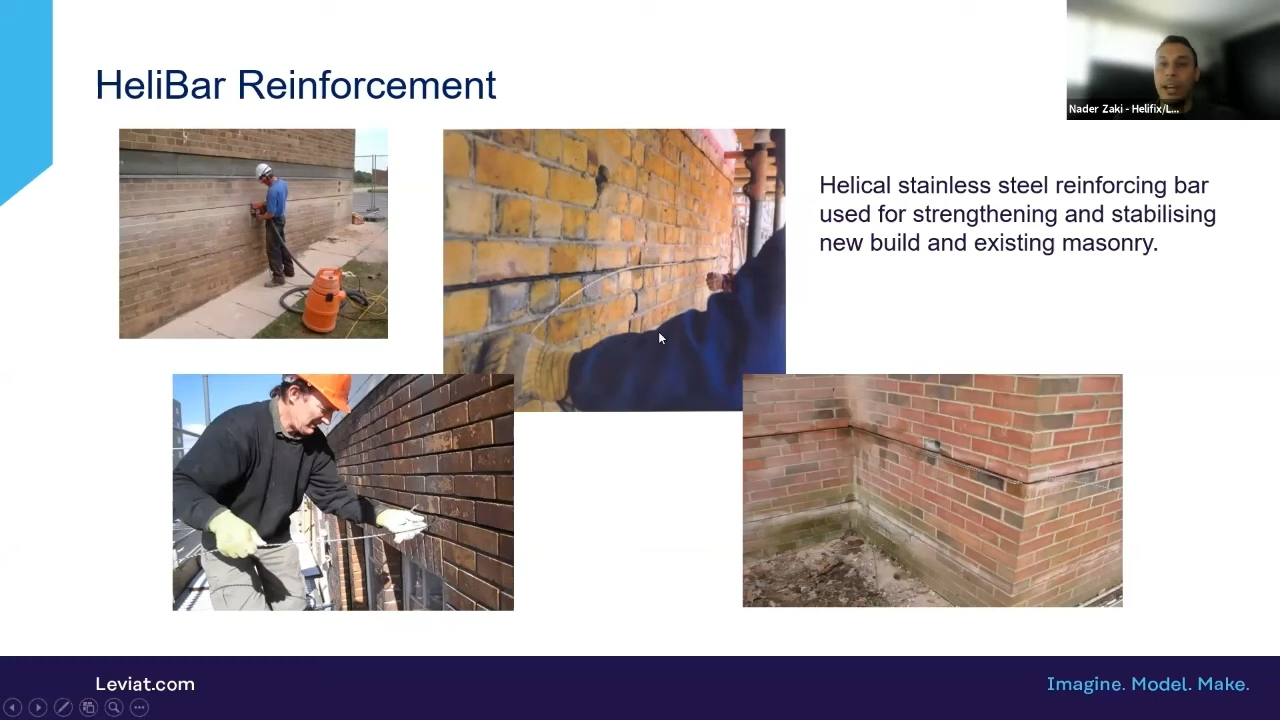 HeliBar Reinforcement
Nader Zaki - Helifix/L...
Helical stainless steel reinforcing bar
used for strengthening and stabilising
new build and existing masonry.
Leviat.com
Imagine. Model. Make.